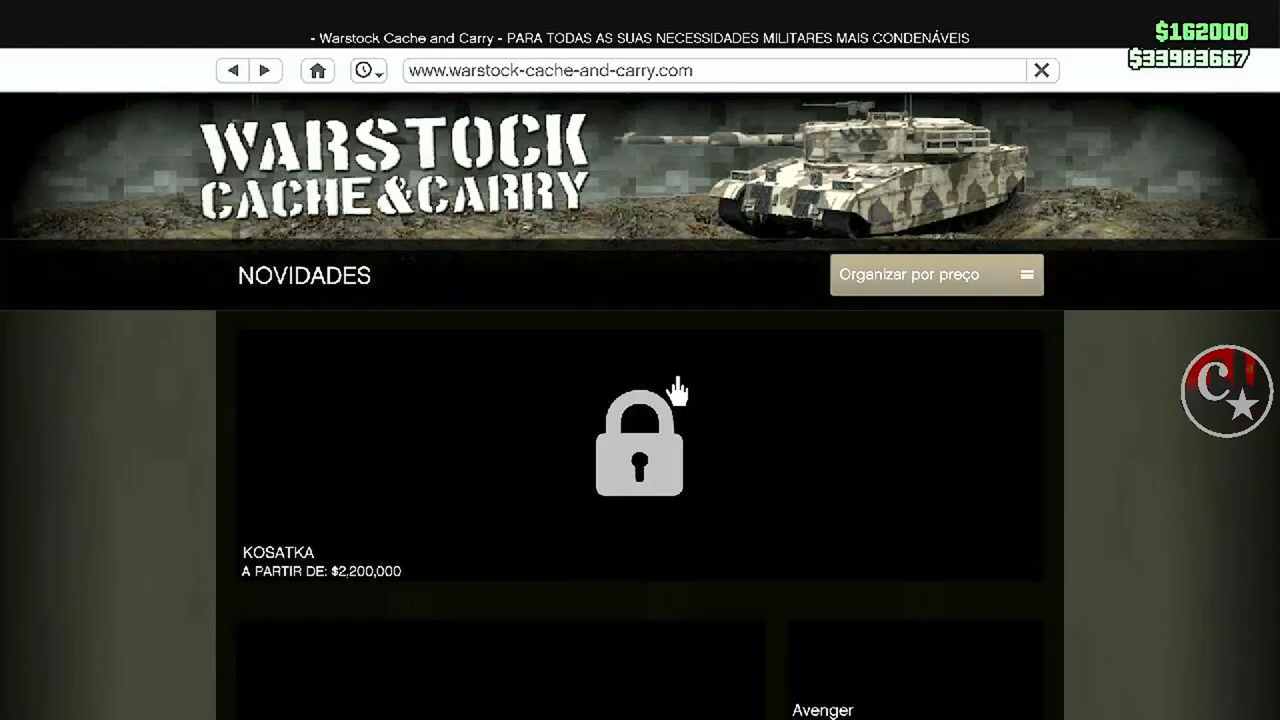 - Warstock Cache and Carry - PARA TODAS AS SUAS NECESSIDADES MILITARES MAIS CONDENÁVEIS
$162000
$33983667
www.warstock-cache-and-carry.com
WARSTOCK
CACHE&CARRY
NOVIDADES
Organizar por preço
C
KOSATKA
A PARTIR DE: $2,200,000
Avenger